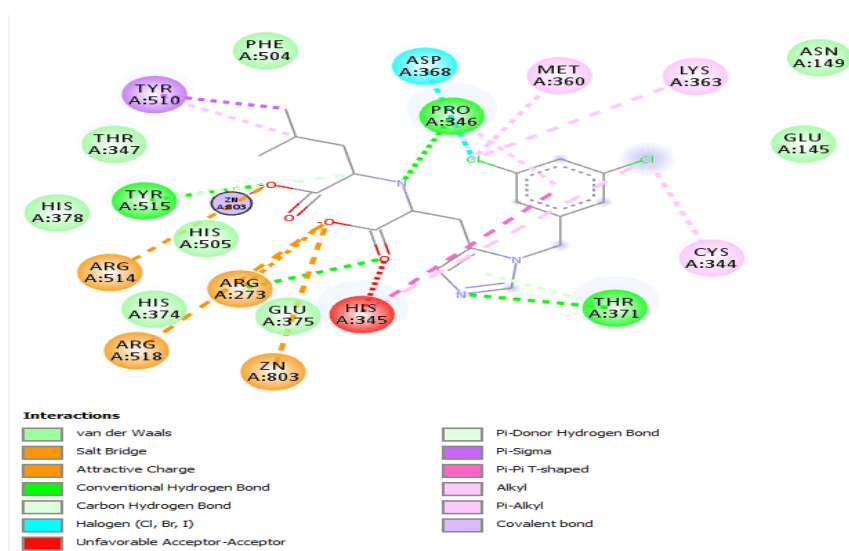 PHE
A:504
ASP
A:368
MET
A:360
LYS
A:363
ASN
A:149
TYR
A:510
PRO
A:346
THR
A:347
Cl
Cl
GLU
A:145
HIS
A:378
TYR
A:515
ZN
A:803
O
N
O
O
HIS
A:505
ARG
A:514
N
CYS
A:344
O
ARG
A:273
N
HIS
A:374
GLU
A:375
HIS
A:345
THR
A:371
ARG
A:518
ZN
A:803
Interactions
van der Waals
Salt Bridge
Attractive Charge
Conventional Hydrogen Bond
Carbon Hydrogen Bond
Halogen (Cl, Br, I)
Unfavorable Acceptor-Acceptor
Pi-Donor Hydrogen Bond
Pi-Sigma
Pi-Pi T-shaped
Alkyl
Pi-Alkyl
Covalent bond